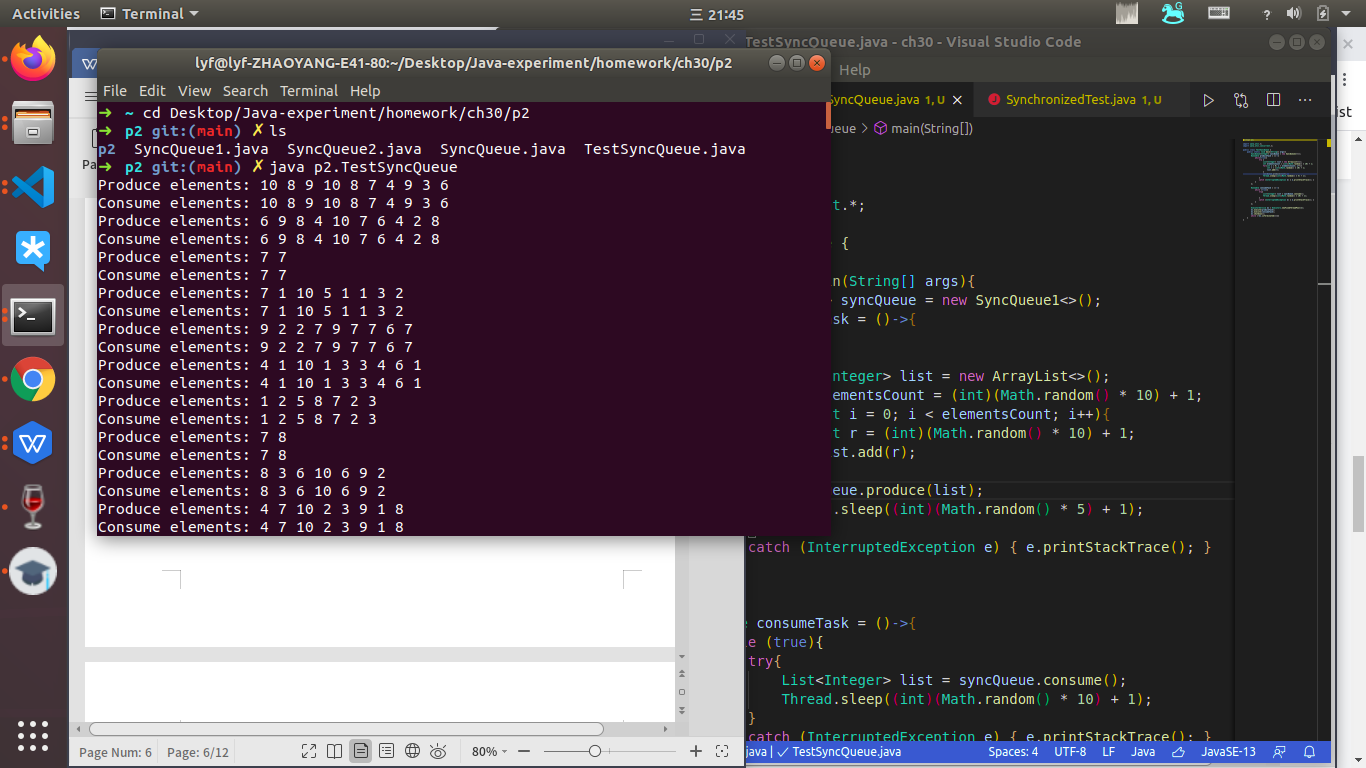 Activities Terminal 三 21:45
TestSyncQueue.java - ch30 - Visual Studio Code
Help
SyncQueue.java 1, U SynchronizedTest.java 1, U
main(String[])
lyf@lyf-ZHAOYANG-E41-80:~/Desktop/Java-experiment/homework/ch30/p2
File Edit View Search Terminal Help
➜ ~ cd Desktop/Java-experiment/homework/ch30/p2
➜ p2 git:(main) ✗ ls
p2 SyncQueue1.java SyncQueue2.java SyncQueue.java TestSyncQueue.java
➜ p2 git:(main) ✗ java p2.TestSyncQueue
Produce elements: 10 8 9 10 8 7 4 9 3 6
Consume elements: 10 8 9 10 8 7 4 9 3 6
Produce elements: 6 9 8 4 10 7 6 4 2 8
Consume elements: 6 9 8 4 10 7 6 4 2 8
Produce elements: 7 7
Consume elements: 7 7
Produce elements: 7 1 10 5 1 1 3 2
Consume elements: 7 1 10 5 1 1 3 2
Produce elements: 9 2 2 7 9 7 7 6 7
Consume elements: 9 2 2 7 9 7 7 6 7
Produce elements: 4 1 10 1 3 3 4 6 1
Consume elements: 4 1 10 1 3 3 4 6 1
Produce elements: 1 2 5 8 7 2 3
Consume elements: 1 2 5 8 7 2 3
Produce elements: 7 8
Consume elements: 7 8
Produce elements: 8 3 6 10 6 9 2
Consume elements: 8 3 6 10 6 9 2
Produce elements: 4 7 10 2 3 9 1 8
Consume elements: 4 7 10 2 3 9 1 8
t.*;
{
n(String[] args){
syncQueue = new SyncQueue1<>();
sk = ()->{
nteger> list = new ArrayList<>();
ementsCount = (int)(Math.random() * 10) + 1;
t i = 0; i < elementsCount; i++){
t r = (int)(Math.random() * 10) + 1;
st.add(r);
eue.produce(list);
.sleep((int)(Math.random() * 5) + 1);
catch (InterruptedException e) { e.printStackTrace(); }
consumeTask = ()->{
e (true){
try{
List<Integer> list = syncQueue.consume();
Thread.sleep((int)(Math.random() * 10) + 1);
}
catch (InterruptedException e) { e.printStackTrace(); }
Page Num: 6 Page: 6/12 80%
java | ✓ TestSyncQueue.java Spaces: 4 UTF-8 LF Java JavaSE-13